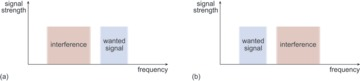 signal
strength
interference
wanted
signal
frequency
(a)
signal
strength
wanted
signal
interference
frequency
(b)